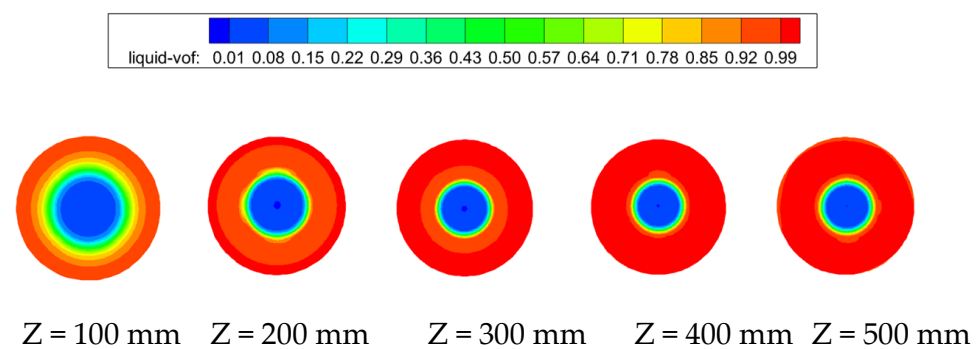 liquid-vof: 0.01 0.08 0.15 0.22 0.29 0.36 0.43 0.50 0.57 0.64 0.71 0.78 0.85 0.92 0.99
Z = 100 mm Z = 200 mm Z = 300 mm Z = 400 mm Z = 500 mm